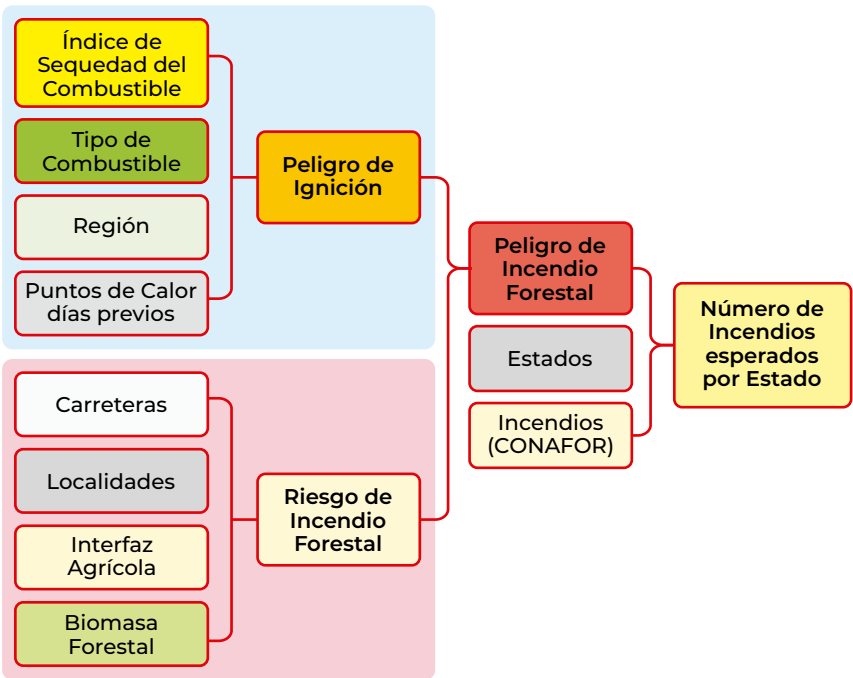 Índice de
Sequedad del
Combustible
Tipo de
Combustible
Región
Puntos de Calor
días previos
Peligro de
Ignición
Carreteras
Localidades
Interfaz
Agrícola
Biomasa
Forestal
Riesgo de
Incendio
Forestal
Peligro de
Incendio
Forestal
Estados
Incendios
(CONAFOR)
Número de
Incendios
esperados
por Estado